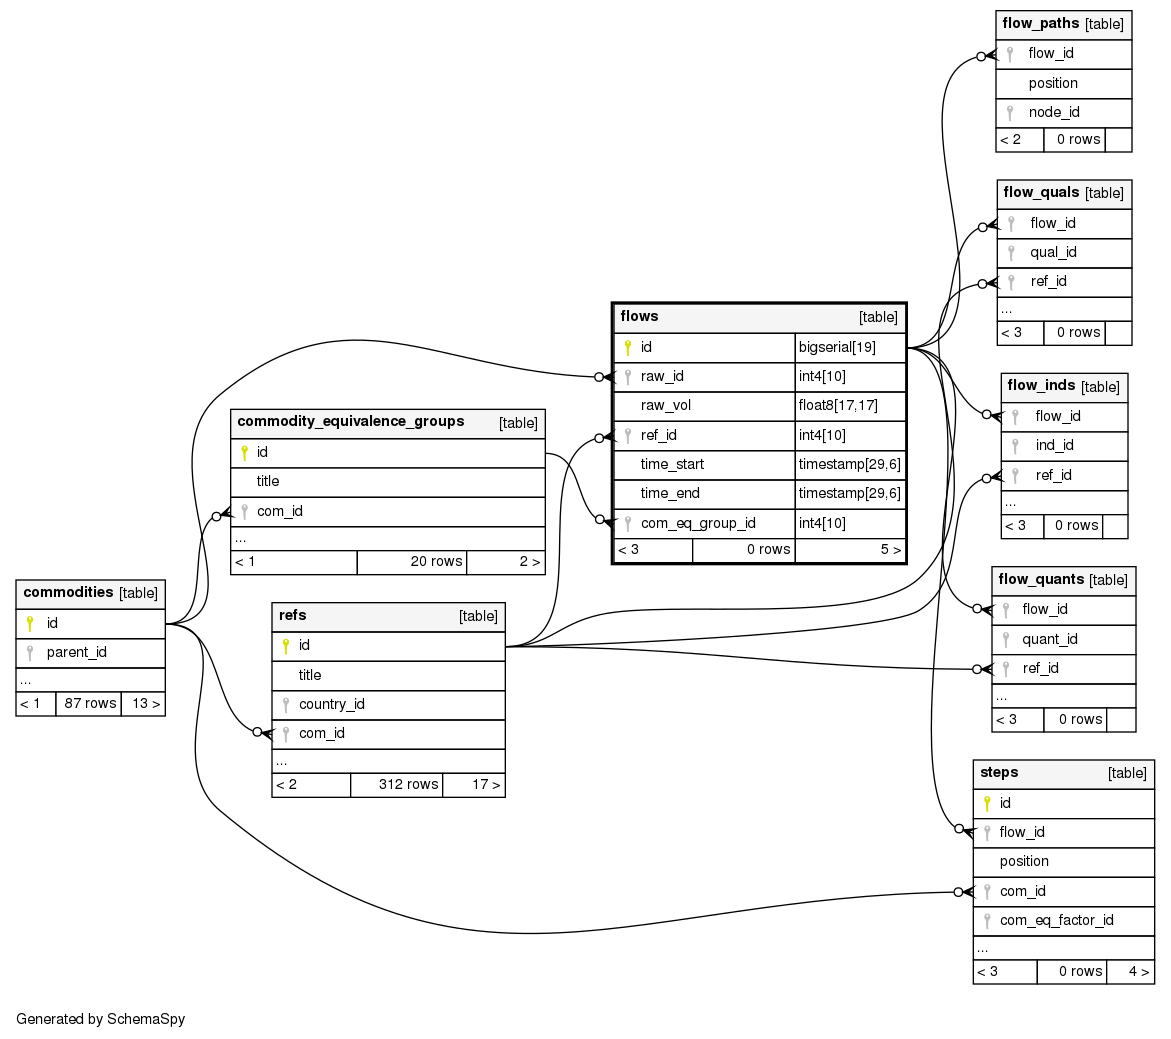 flow_paths [table]
flow_id
position
node_id
< 2 0 rows
flow_quals [table]
flow_id
qual_id
ref_id
...
< 3 0 rows
flows [table]
id bigserial[19]
raw_id int4[10]
raw_vol float8[17,17]
ref_id int4[10]
time_start timestamp[29,6]
time_end timestamp[29,6]
com_eq_group_id int4[10]
< 3 0 rows 5 >
flow_inds [table]
flow_id
ind_id
ref_id
...
< 3 0 rows
commodity_equivalence_groups [table]
id
title
com_id
...
< 1 20 rows 2 >
commodities [table]
id
parent_id
...
< 1 87 rows 13 >
refs [table]
id
title
country_id
com_id
...
< 2 312 rows 17 >
flow_quants [table]
flow_id
quant_id
ref_id
...
< 3 0 rows
steps [table]
id
flow_id
position
com_id
com_eq_factor_id
...
< 3 0 rows 4 >
Generated by SchemaSpy